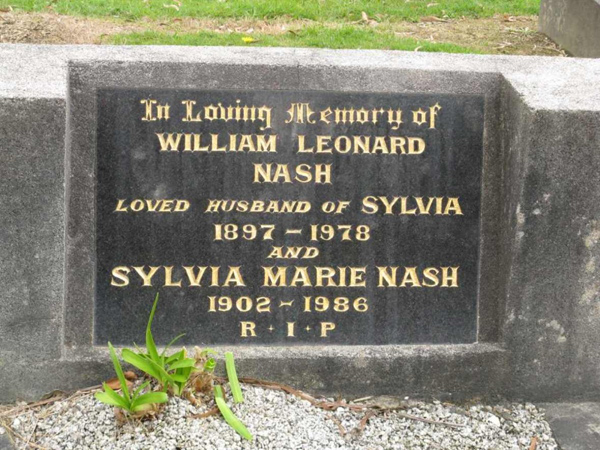 In Loving Memory of
WILLIAM LEONARD
NASH
LOVED HUSBAND OF SYLVIA
1897 - 1978
AND
SYLVIA MARIE NASH
1902 - 1986
R · I · P